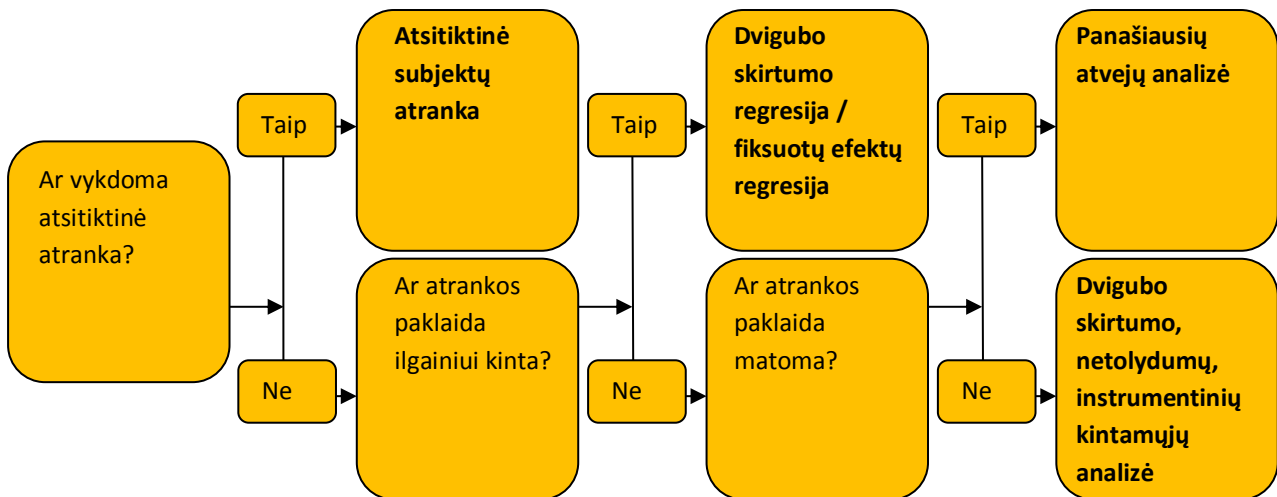 Ar vykdoma
atsitiktinė
atranka?
Taip
Atsitiktinė
subjektų
atranka
Ne
Ar atrankos
paklaida
ilgainiui kinta?
Taip
Dvigubo
skirtumo
regresija /
fiksuotų efektų
regresija
Ne
Ar atrankos
paklaida
matoma?
Taip
Panašiausių
atvejų analizė
Ne
Dvigubo
skirtumo,
netolydumų,
instrumentinių
kintamųjų
analizė